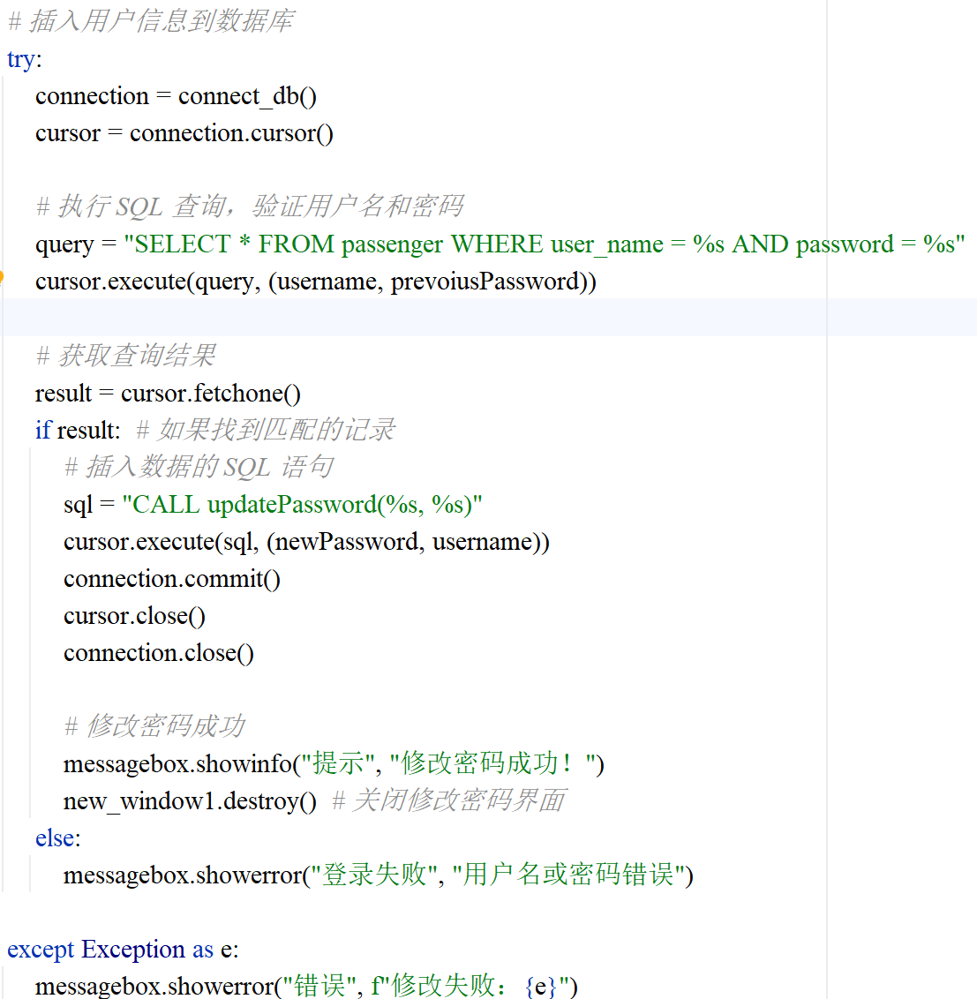 # 插入用户信息到数据库
try:
connection = connect_db()
cursor = connection.cursor()
# 执行 SQL 查询，验证用户名和密码
query = "SELECT * FROM passenger WHERE user_name = %s AND password = %s"
cursor.execute(query, (username, prevoiusPassword))
# 获取查询结果
result = cursor.fetchone()
if result:  # 如果找到匹配的记录
# 插入数据的 SQL 语句
sql = "CALL updatePassword(%s, %s)"
cursor.execute(sql, (newPassword, username))
connection.commit()
cursor.close()
connection.close()
# 修改密码成功
messagebox.showinfo("提示", "修改密码成功！")
new_window1.destroy()  # 关闭修改密码界面
else:
messagebox.showerror("登录失败", "用户名或密码错误")
except Exception as e:
messagebox.showerror("错误", f"修改失败：{e}")